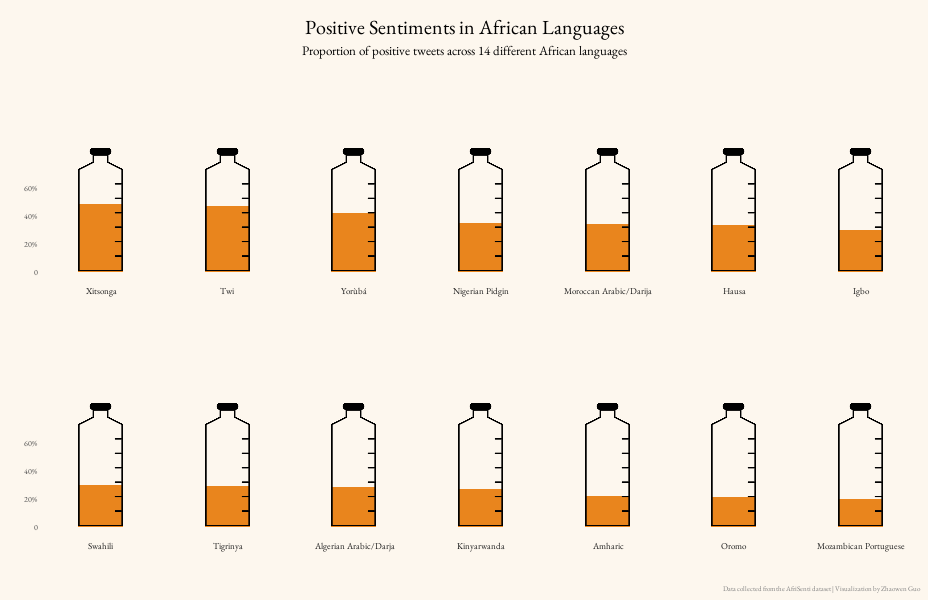 Positive Sentiments in African Languages
Proportion of positive tweets across 14 different African languages
60%
40%
20%
0
Xitsonga Twi Yorùbá Nigerian Pidgin Moroccan Arabic/Darija Hausa Igbo
60%
40%
20%
0
Swahili Tigrinya Algerian Arabic/Darja Kinyarwanda Amharic Oromo Mozambican Portuguese
Data collected from the AfriSenti dataset | Visualization by Zhaowen Guo